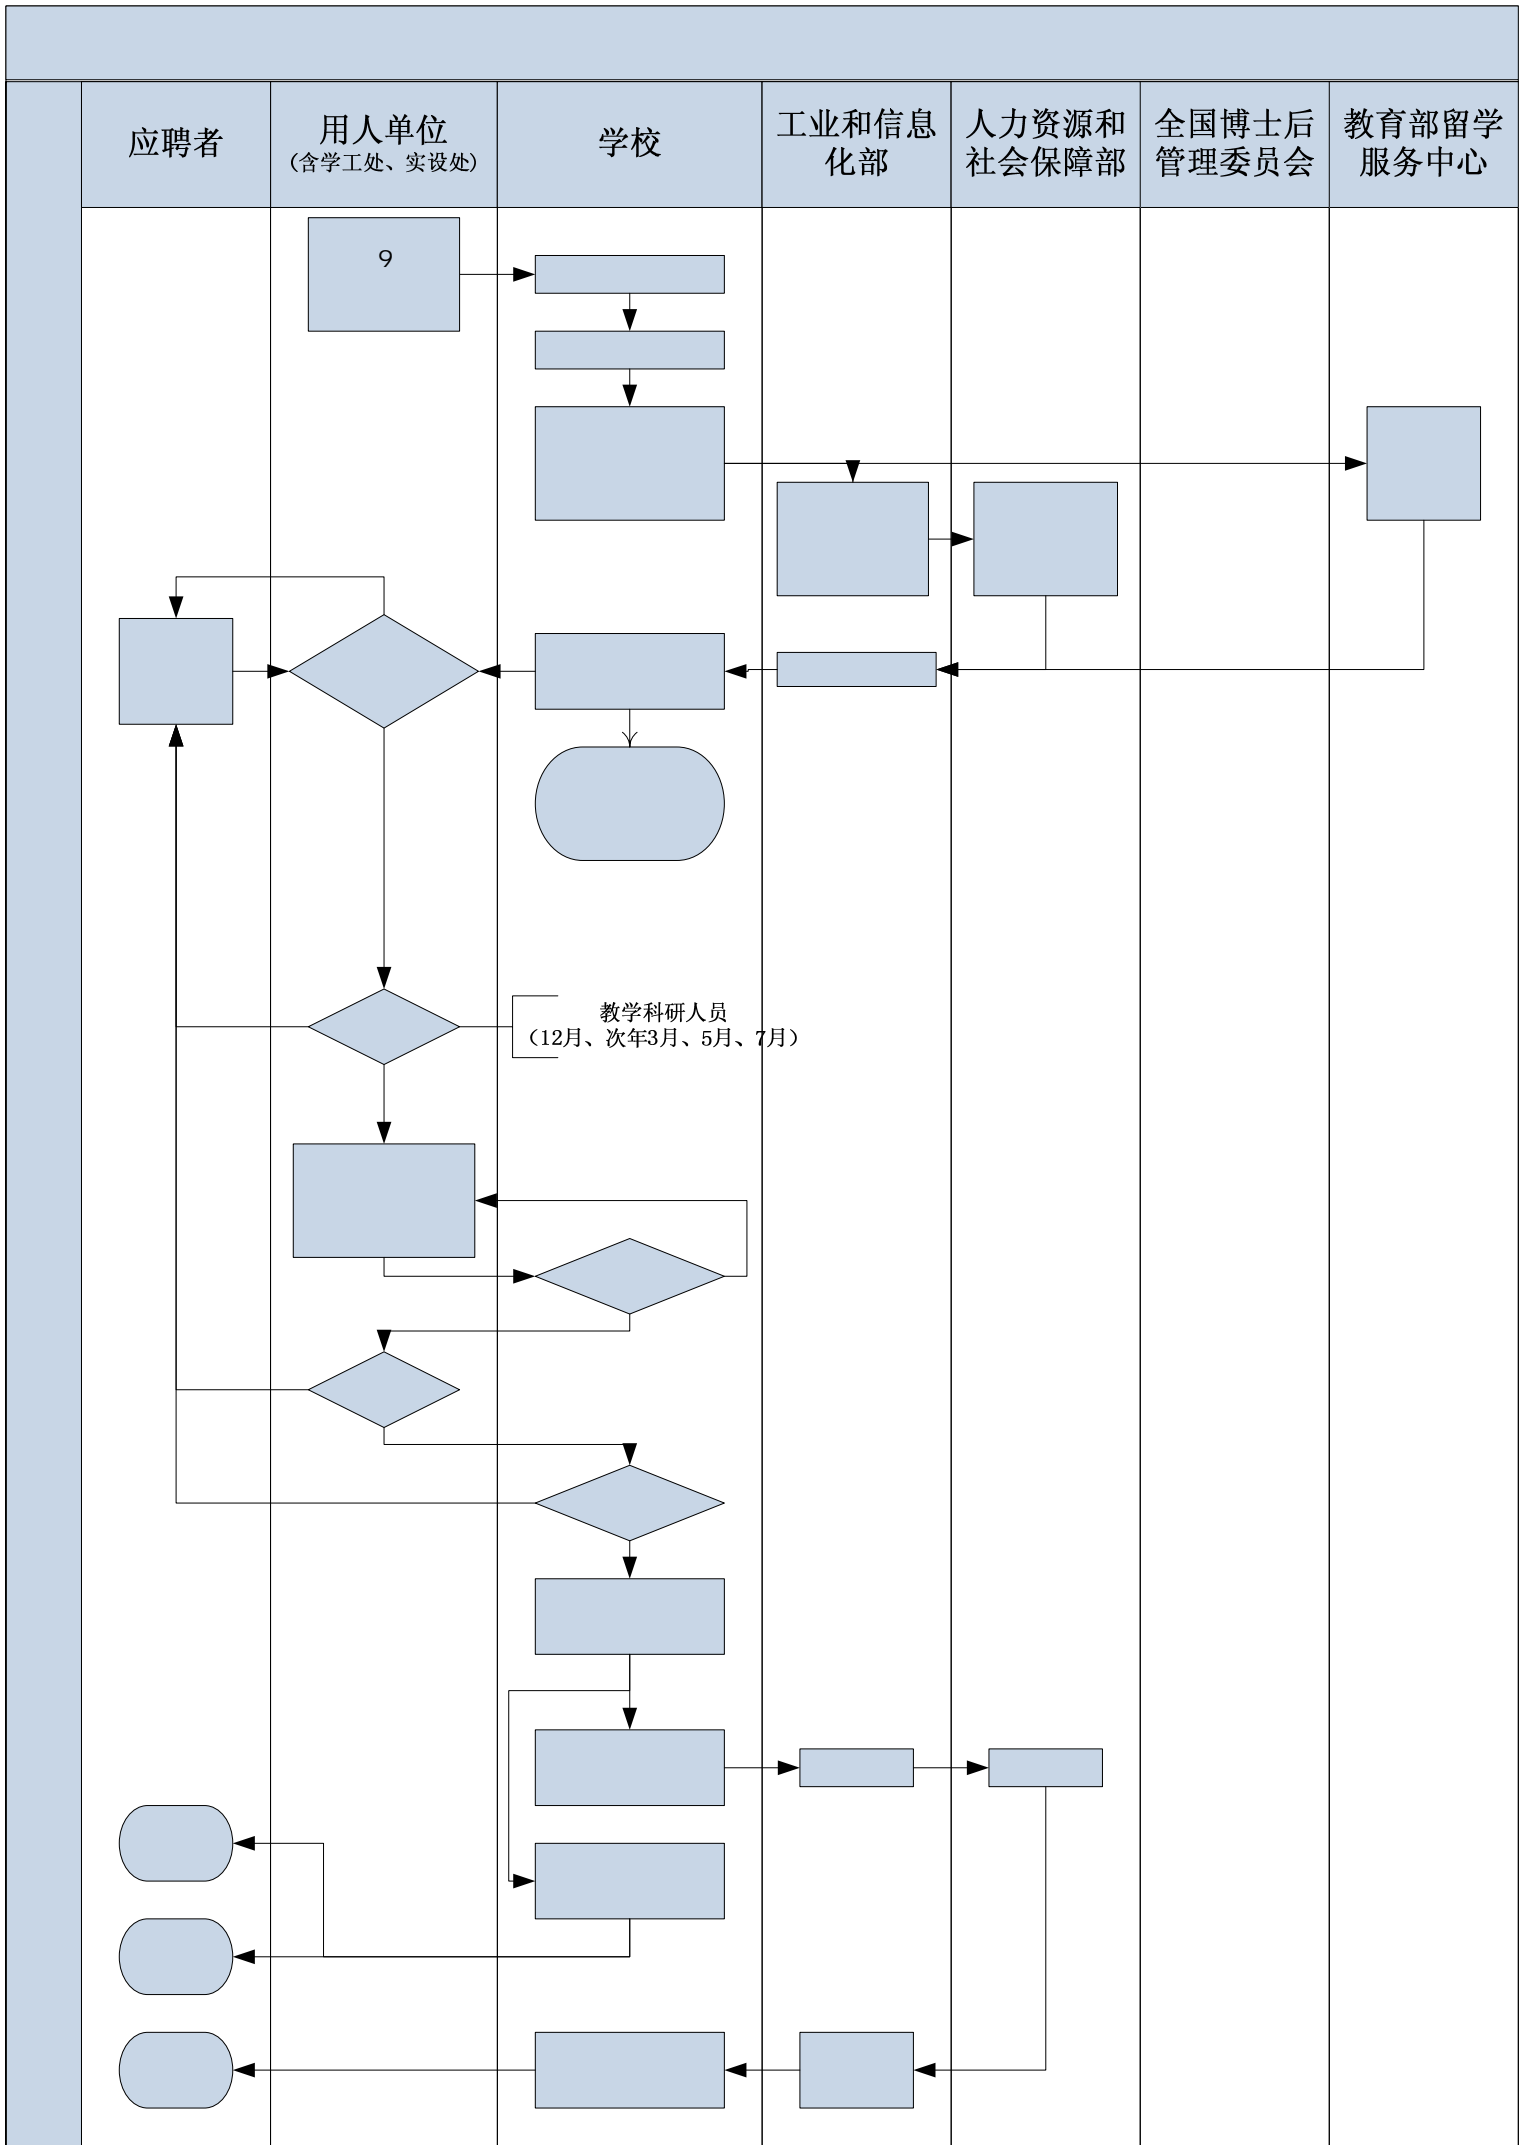 应聘者
用人单位
（含学工处、实设处）
学校
工业和信息
化部
人力资源和
社会保障部
全国博士后
管理委员会
教育部留学
服务中心
9
教学科研人员
（12月、次年3月、5月、7月）